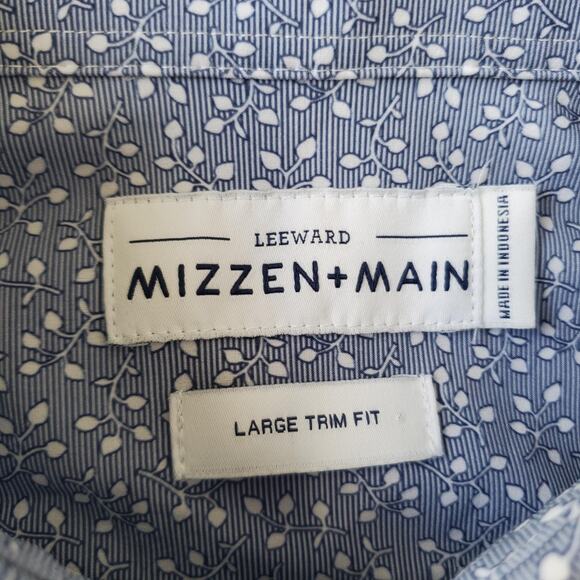 LEEWARD
MIZZEN+MAIN
MADE IN INDONESIA
LARGE TRIM FIT